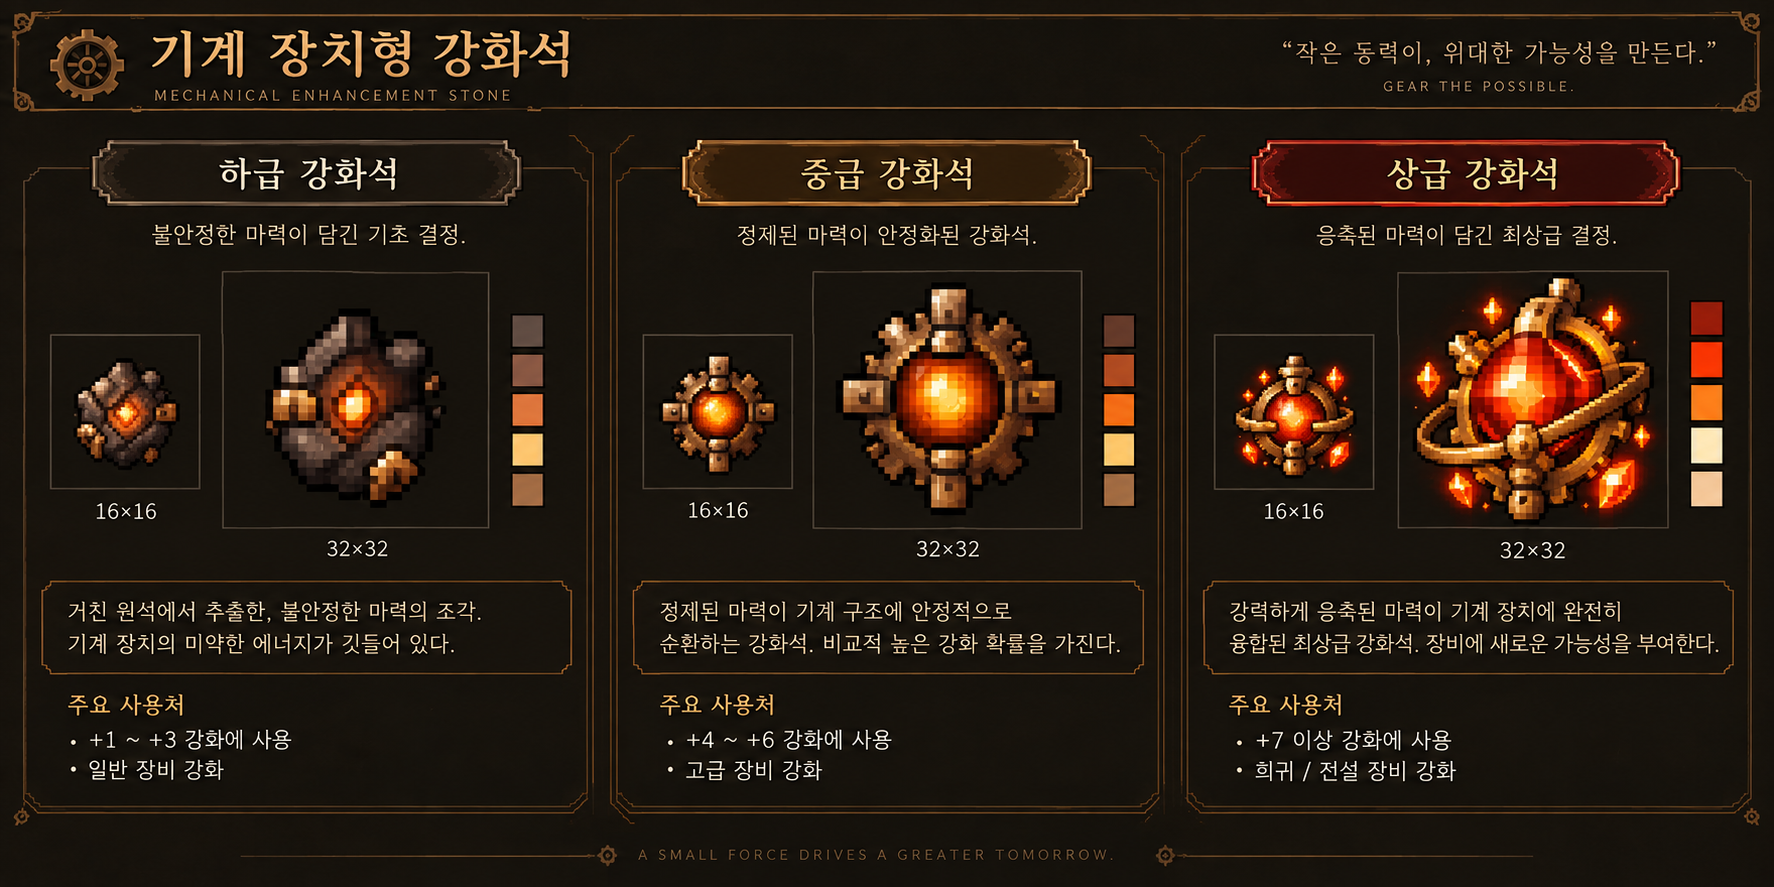 기계 장치형 강화석
MECHANICAL ENHANCEMENT STONE
“작은 동력이, 위대한 가능성을 만든다.”
GEAR THE POSSIBLE.
하급 강화석
불안정한 마력이 담긴 기초 결정.
16×16
32×32
거친 원석에서 추출한, 불안정한 마력의 조각.
기계 장치의 미약한 에너지가 깃들어 있다.
주요 사용처
• +1 ~ +3 강화에 사용
• 일반 장비 강화
중급 강화석
정제된 마력이 안정화된 강화석.
16×16
32×32
정제된 마력이 기계 구조에 안정적으로
순환하는 강화석. 비교적 높은 강화 확률을 가진다.
주요 사용처
• +4 ~ +6 강화에 사용
• 고급 장비 강화
상급 강화석
응축된 마력이 담긴 최상급 결정.
16×16
32×32
강력하게 응축된 마력이 기계 장치에 완전히
융합된 최상급 강화석. 장비에 새로운 가능성을 부여한다.
주요 사용처
• +7 이상 강화에 사용
• 희귀 / 전설 장비 강화
A SMALL FORCE DRIVES A GREATER TOMORROW.